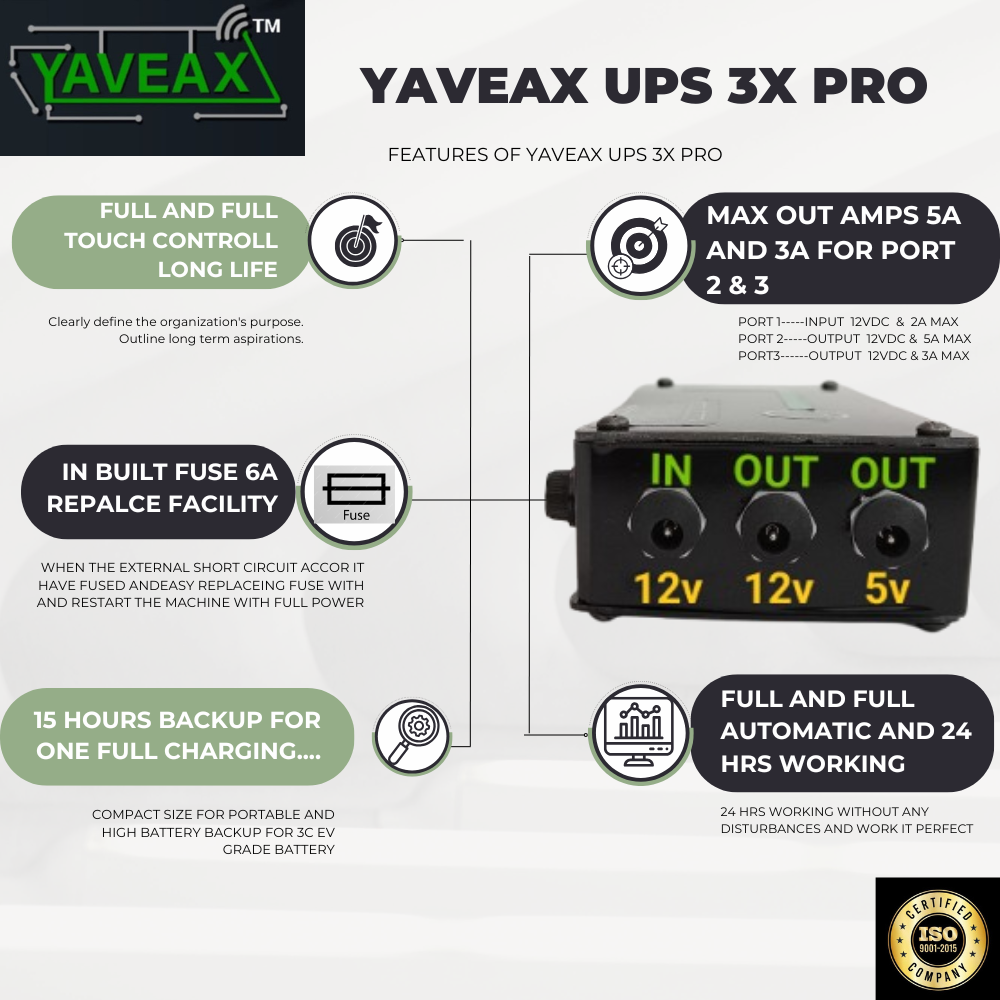 YAVEAX™
YAVEAX UPS 3X PRO
FEATURES OF YAVEAX UPS 3X PRO
FULL AND FULL
TOUCH CONTROLL
LONG LIFE
Clearly define the organization's purpose.
Outline long term aspirations.
MAX OUT AMPS 5A
AND 3A FOR PORT
2 & 3
PORT 1-----INPUT 12VDC & 2A MAX
PORT 2-----OUTPUT 12VDC & 5A MAX
PORT3------OUTPUT 12VDC & 3A MAX
IN BUILT FUSE 6A
REPALCE FACILITY
Fuse
WHEN THE EXTERNAL SHORT CIRCUIT ACCOR IT
HAVE FUSED ANDEASY REPLACEING FUSE WITH
AND RESTART THE MACHINE WITH FULL POWER
IN OUT OUT
12v 12v 5v
15 HOURS BACKUP FOR
ONE FULL CHARGING....
COMPACT SIZE FOR PORTABLE AND
HIGH BATTERY BACKUP FOR 3C EV
GRADE BATTERY
FULL AND FULL
AUTOMATIC AND 24
HRS WORKING
24 HRS WORKING WITHOUT ANY
DISTURBANCES AND WORK IT PERFECT
CERTIFIED
ISO
9001-2015
COMPANY